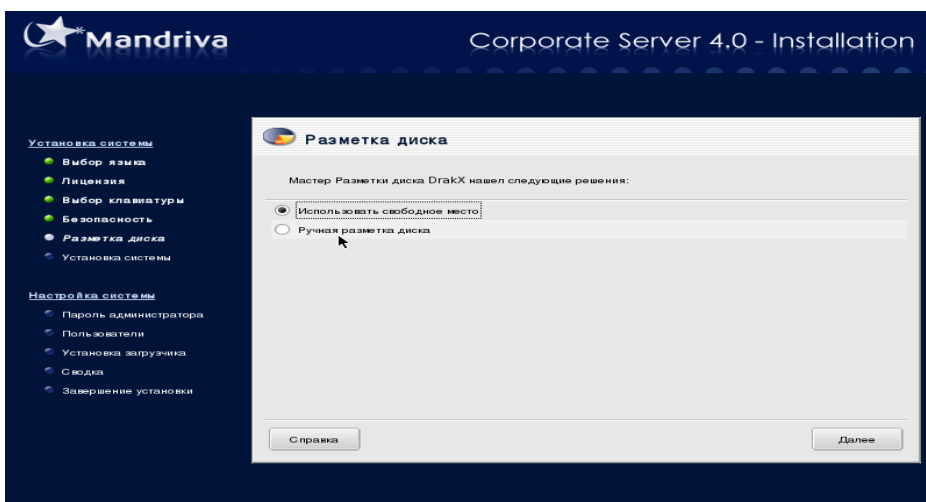 Mandriva
Corporate Server 4.0 - Installation
Установка системы
Выбор языка
Лицензия
Выбор клавиатуры
Безопасность
Разметка диска
Установка системы
Настройка системы
Пароль администратора
Пользователи
Установка загрузчика
Сводка
Завершение установки
Разметка диска
Мастер Разметки диска DrakX нашел следующие решения:
Использовать свободное место
Ручная разметка диска
Справка
Далее